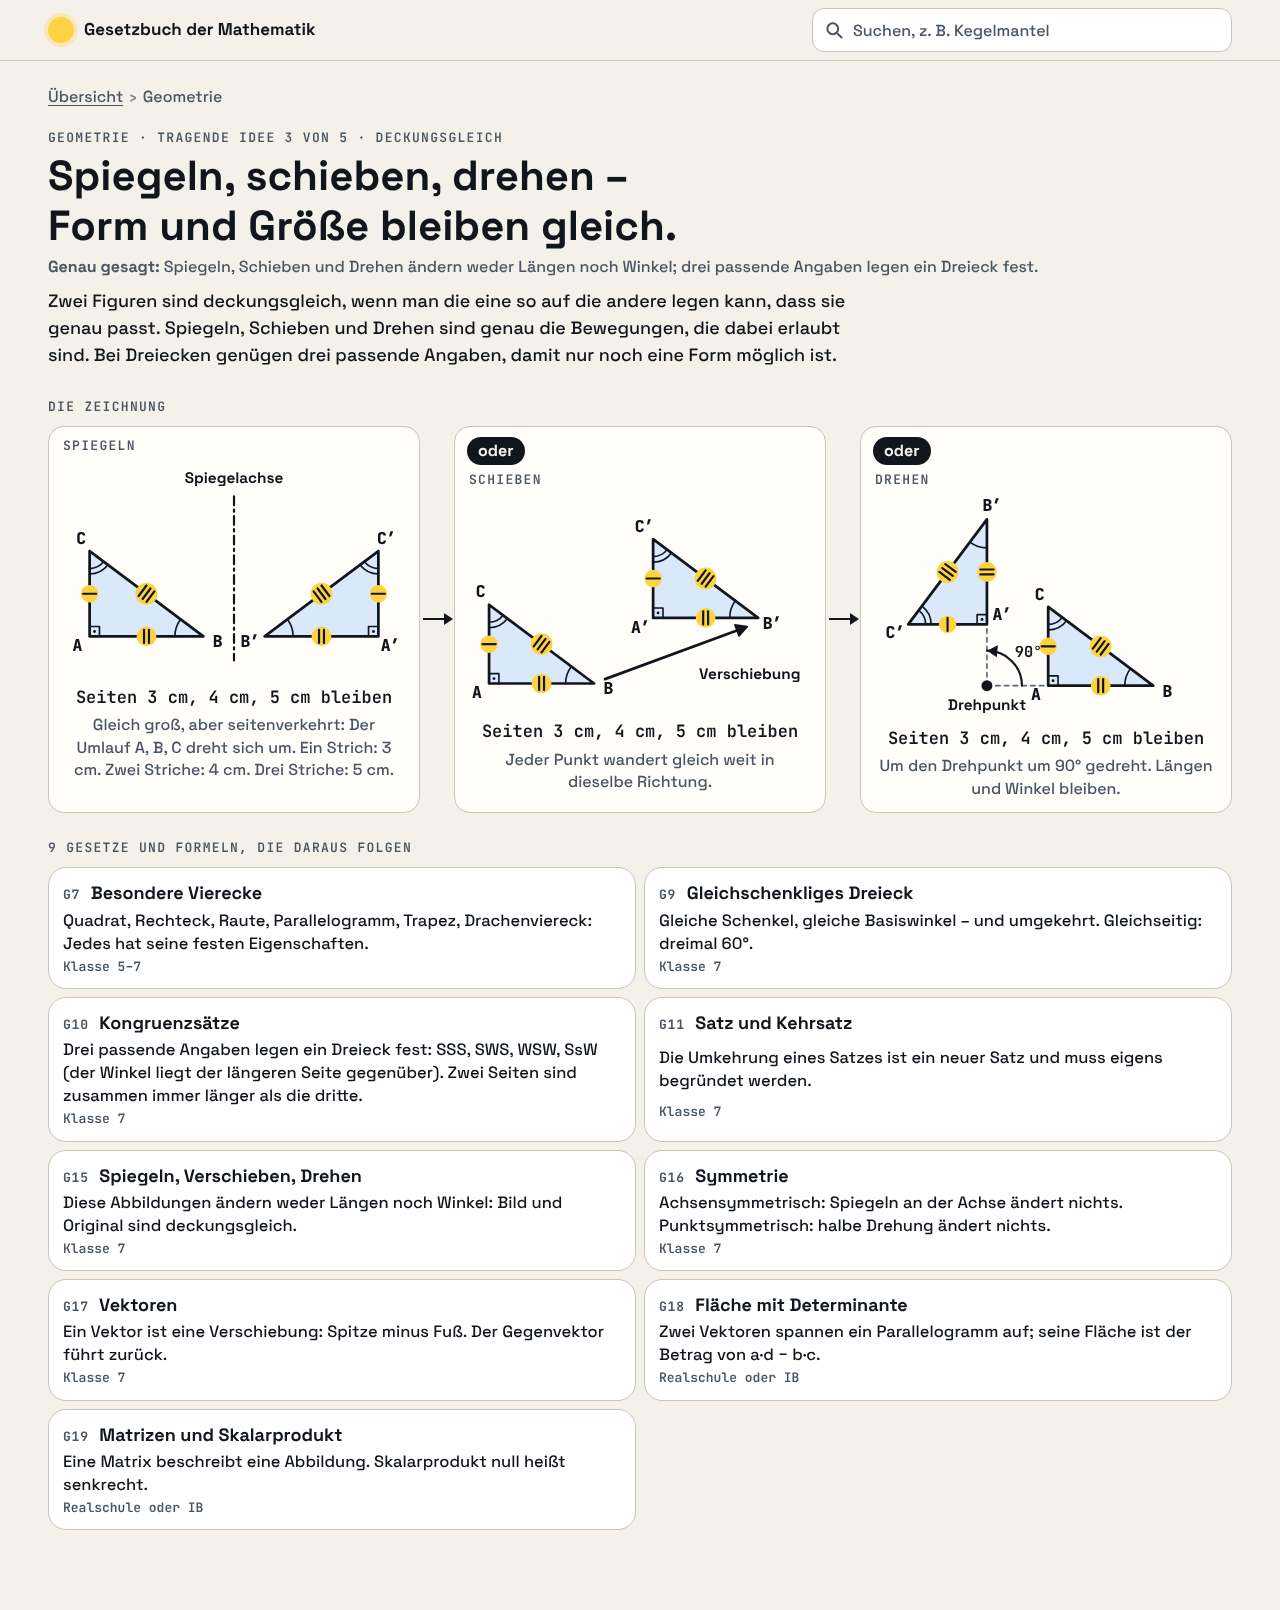 Gesetzbuch der Mathematik
Suchen, z. B. Kegelmantel
Übersicht > Geometrie
GEOMETRIE · TRAGENDE IDEE 3 VON 5 · DECKUNGSGLEICH
Spiegeln, schieben, drehen –
Form und Größe bleiben gleich.
Genau gesagt: Spiegeln, Schieben und Drehen ändern weder Längen noch Winkel; drei passende Angaben legen ein Dreieck fest.
Zwei Figuren sind deckungsgleich, wenn man die eine so auf die andere legen kann, dass sie
genau passt. Spiegeln, Schieben und Drehen sind genau die Bewegungen, die dabei erlaubt
sind. Bei Dreiecken genügen drei passende Angaben, damit nur noch eine Form möglich ist.
DIE ZEICHNUNG
SPIEGELN
Spiegelachse
C
C′
A
B
B′
A′
Seiten 3 cm, 4 cm, 5 cm bleiben
Gleich groß, aber seitenverkehrt: Der
Umlauf A, B, C dreht sich um. Ein Strich: 3
cm. Zwei Striche: 4 cm. Drei Striche: 5 cm.
oder
SCHIEBEN
C′
C
A′
B′
Verschiebung
A
B
Seiten 3 cm, 4 cm, 5 cm bleiben
Jeder Punkt wandert gleich weit in
dieselbe Richtung.
oder
DREHEN
B′
C
A′
C′
90°
A
B
Drehpunkt
Seiten 3 cm, 4 cm, 5 cm bleiben
Um den Drehpunkt um 90° gedreht. Längen
und Winkel bleiben.
9 GESETZE UND FORMELN, DIE DARAUS FOLGEN
G7 Besondere Vierecke
Quadrat, Rechteck, Raute, Parallelogramm, Trapez, Drachenviereck:
Jedes hat seine festen Eigenschaften.
Klasse 5–7
G9 Gleichschenkliges Dreieck
Gleiche Schenkel, gleiche Basiswinkel – und umgekehrt. Gleichseitig:
dreimal 60°.
Klasse 7
G10 Kongruenzsätze
Drei passende Angaben legen ein Dreieck fest: SSS, SWS, WSW, SsW
(der Winkel liegt der längeren Seite gegenüber). Zwei Seiten sind
zusammen immer länger als die dritte.
Klasse 7
G11 Satz und Kehrsatz
Die Umkehrung eines Satzes ist ein neuer Satz und muss eigens
begründet werden.
Klasse 7
G15 Spiegeln, Verschieben, Drehen
Diese Abbildungen ändern weder Längen noch Winkel: Bild und
Original sind deckungsgleich.
Klasse 7
G16 Symmetrie
Achsensymmetrisch: Spiegeln an der Achse ändert nichts.
Punktsymmetrisch: halbe Drehung ändert nichts.
Klasse 7
G17 Vektoren
Ein Vektor ist eine Verschiebung: Spitze minus Fuß. Der Gegenvektor
führt zurück.
Klasse 7
G18 Fläche mit Determinante
Zwei Vektoren spannen ein Parallelogramm auf; seine Fläche ist der
Betrag von a·d − b·c.
Realschule oder IB
G19 Matrizen und Skalarprodukt
Eine Matrix beschreibt eine Abbildung. Skalarprodukt null heißt
senkrecht.
Realschule oder IB